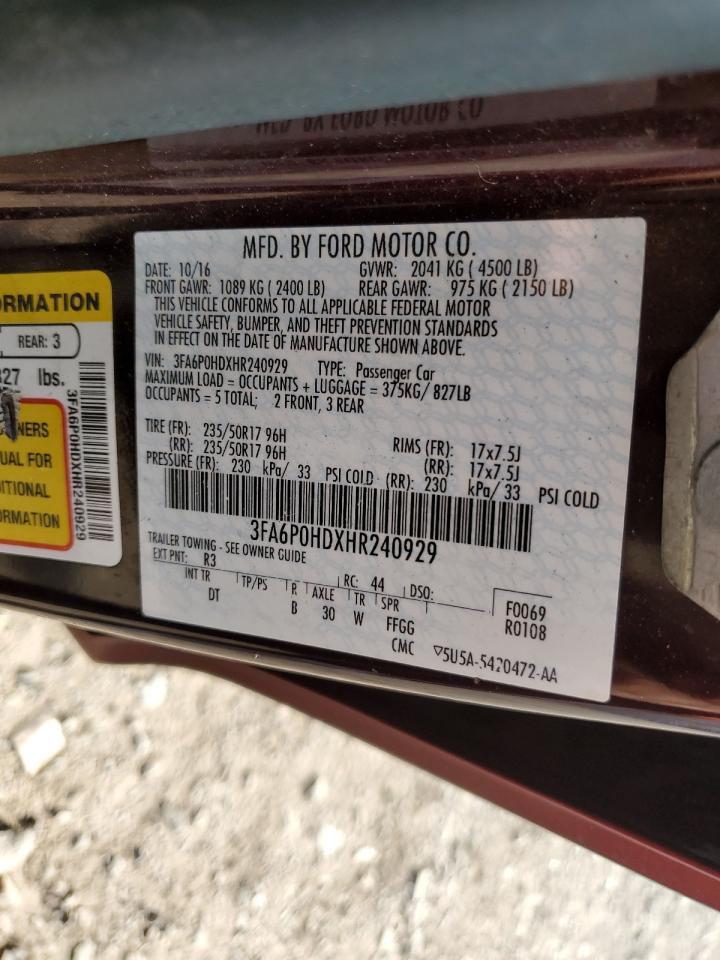 MFD. BY FORD MOTOR CO.
MFD. BY FORD MOTOR CO.
DATE: 10/16 GVWR: 2041 KG ( 4500 LB)
FRONT GAWR: 1089 KG ( 2400 LB) REAR GAWR: 975 KG ( 2150 LB)
THIS VEHICLE CONFORMS TO ALL APPLICABLE FEDERAL MOTOR
VEHICLE SAFETY, BUMPER, AND THEFT PREVENTION STANDARDS
IN EFFECT ON THE DATE OF MANUFACTURE SHOWN ABOVE.
VIN: 3FA6P0HDXHR240929 TYPE: Passenger Car
MAXIMUM LOAD = OCCUPANTS + LUGGAGE = 375KG/ 827LB
OCCUPANTS = 5 TOTAL; 2 FRONT, 3 REAR
TIRE (FR): 235/50R17 96H RIMS (FR): 17x7.5J
(RR): 235/50R17 96H (RR): 17x7.5J
PRESSURE (FR): 230 kPa/ 33 PSI COLD (RR): 230 kPa/ 33 PSI COLD
3FA6P0HDXHR240929
TRAILER TOWING - SEE OWNER GUIDE
EXT PNT: R3 RC: 44 DSO: F0069
INT TR TP/PS R AXLE TR SPR R0108
DT B 30 W FFGG
CMC ▽5U5A-5420472-AA
ORMATION
REAR: 3
827 lbs.
NERS
UAL FOR
DITIONAL
ORMATION
3FA6P0HDXHR240929